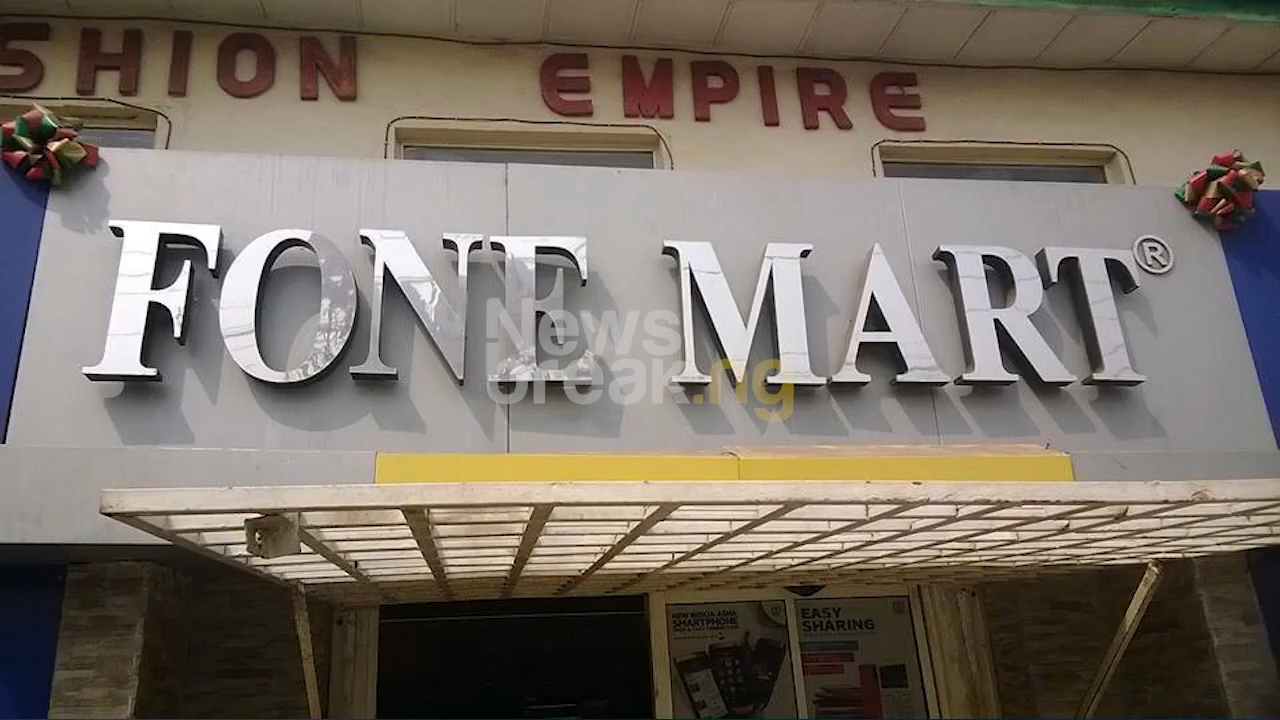 SHION EMPIRE
FONE MART®
News
break.ng
NEW NOKIA ASHA
SMARTPHONE
EASY
SHARING